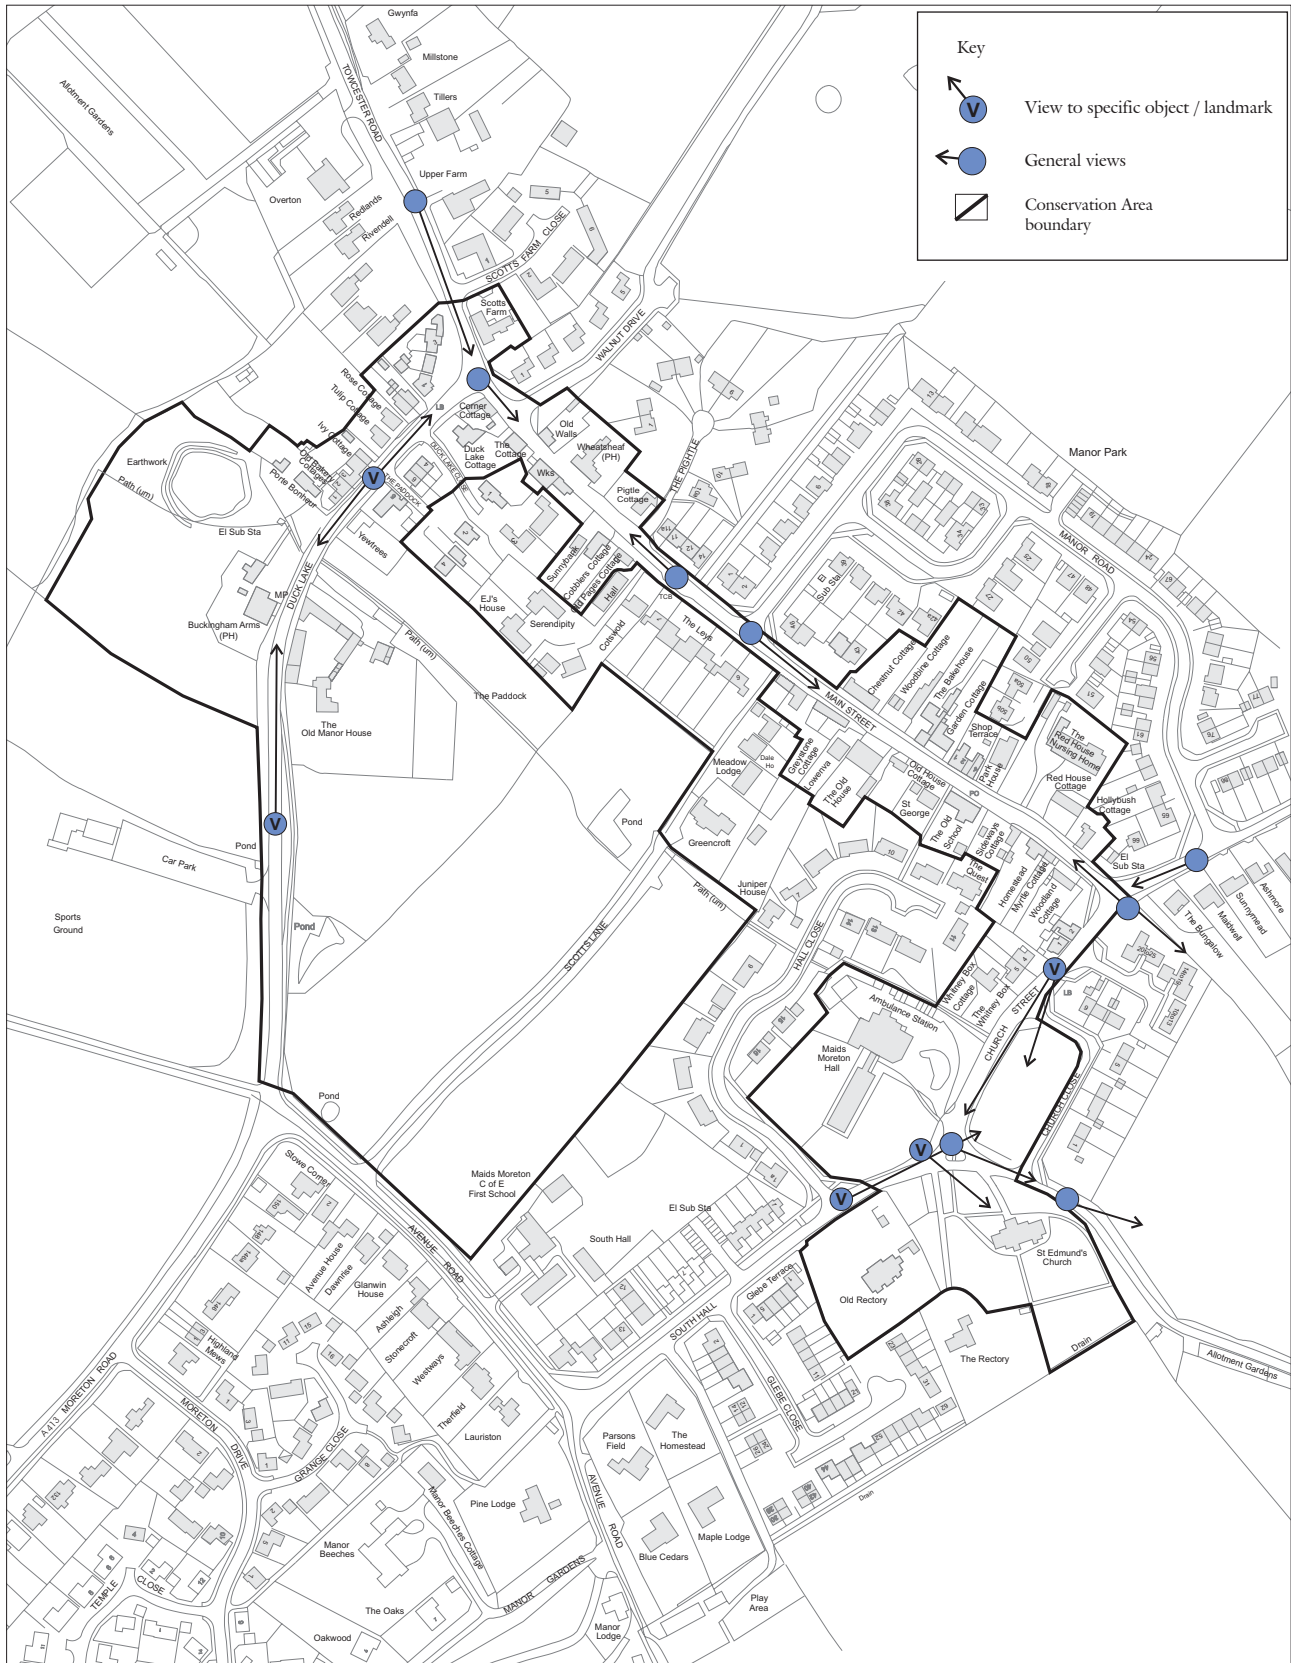 Key
V
View to specific object / landmark
General views
Conservation Area
boundary
Gwynfa
Millstone
Tillers
TOWCESTER ROAD
Allotment Gardens
Upper Farm
Overton
Redlands
Rivendell
SCOTTS FARM CLOSE
Scotts
Farm
WALNUT DRIVE
Rose Cottage
Tulip Cottage
Ivy Cottage
LB
Corner
Cottage
Old
Walls
Wheatsheaf
(PH)
Duck
Lake
Cottage
The
Cottage
Wks
DUCK LAKE CLOSE
THE PADDOCK
Old Bakery
Cottages
Porte Bonheur
Earthwork
Path (um)
El Sub Sta
V
Yewtrees
Pigtle
Cottage
THE PIGHTLE
Manor Park
MANOR ROAD
Sunnybank
Cobblers Cottage
Old Pages Cottage
Hall
TCB
El
Sub Sta
DUCK LAKE
MP
Buckingham Arms
(PH)
EJ's
House
Serendipity
Cotswold
The Leys
Path (um)
The Paddock
The
Old Manor House
MAIN STREET
Chestnut Cottage
Woodbine Cottage
The Bakehouse
Garden Cottage
Shop
Terrace
Park
House
The
Red House
Nursing Home
Red House
Cottage
Hollybush
Cottage
Meadow
Lodge
Dale
Ho
Greystone
Cottage
Lowenva
The Old
House
Old House
Cottage
St
George
PO
The Old
School
Sideways
Cottage
The
Quest
Homestead
Myrtle Cottage
Woodland
Cottage
El
Sub Sta
Ashmore
Sunnymead
Maidwell
The Bungalow
Pond
Greencroft
V
Pond
Car Park
Sports
Ground
Pond
Juniper
House
Path (um)
SCOTTS LANE
HALL CLOSE
Whitney Box
Cottage
The
Whitney Box
V
LB
CHURCH STREET
Ambulance Station
Maids
Moreton
Hall
CHURCH CLOSE
Pond
Stowe Corner
Maids Moreton
C of E
First School
El Sub Sta
V
V
AVENUE ROAD
South Hall
Avenue House
Dawnrise
Glanwin
House
Ashleigh
Stonecroft
Westways
Therfield
Lauriston
Highland
Mews
SOUTH HALL
Glebe Terrace
Old Rectory
St Edmund's
Church
The Rectory
Drain
Allotment Gardens
A 413 MORETON ROAD
MORETON DRIVE
GRANGE CLOSE
GLEBE CLOSE
Parsons
Field
The
Homestead
Pine Lodge
Manor Beeches Cottage
AVENUE ROAD
Maple Lodge
Blue Cedars
Drain
Manor
Beeches
MANOR GARDENS
TEMPLE CLOSE
The Oaks
Oakwood
Manor
Lodge
Play
Area